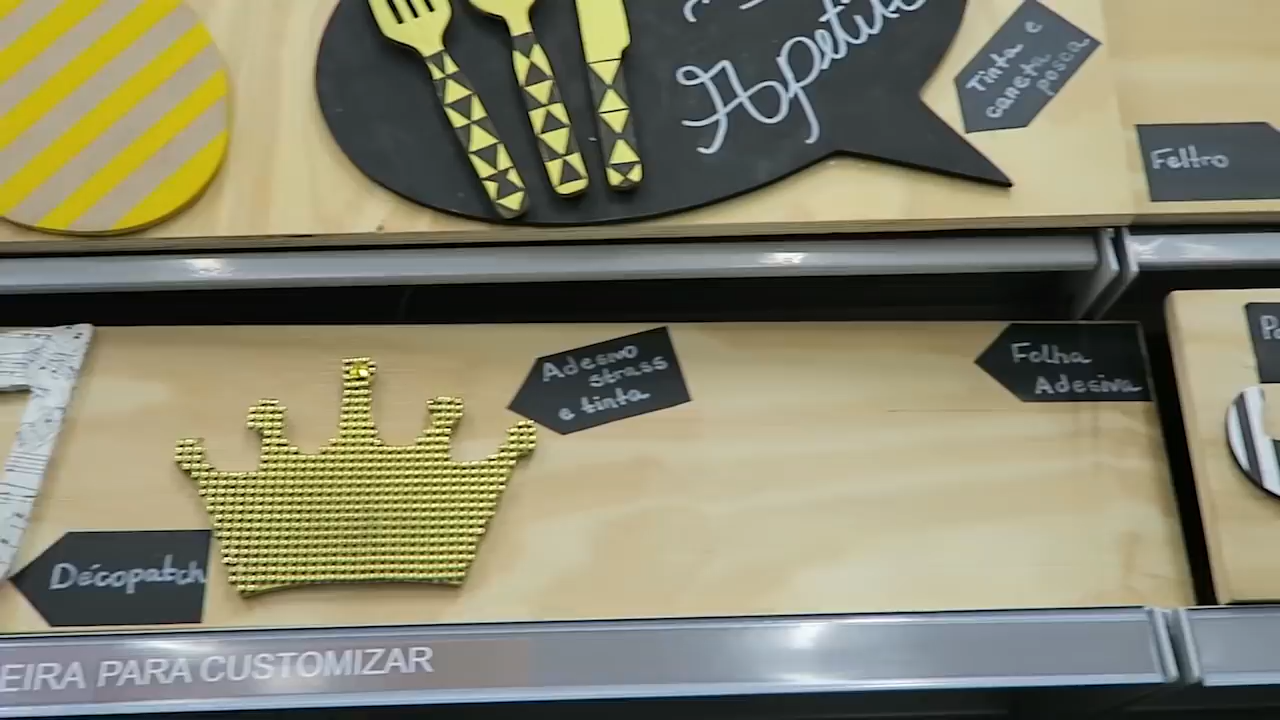 Apetite
Tinta e
caneta
posca
Feltro
Adesivo
strass
e tinta
Folha
Adesiva
Décopatch
EIRA PARA CUSTOMIZAR